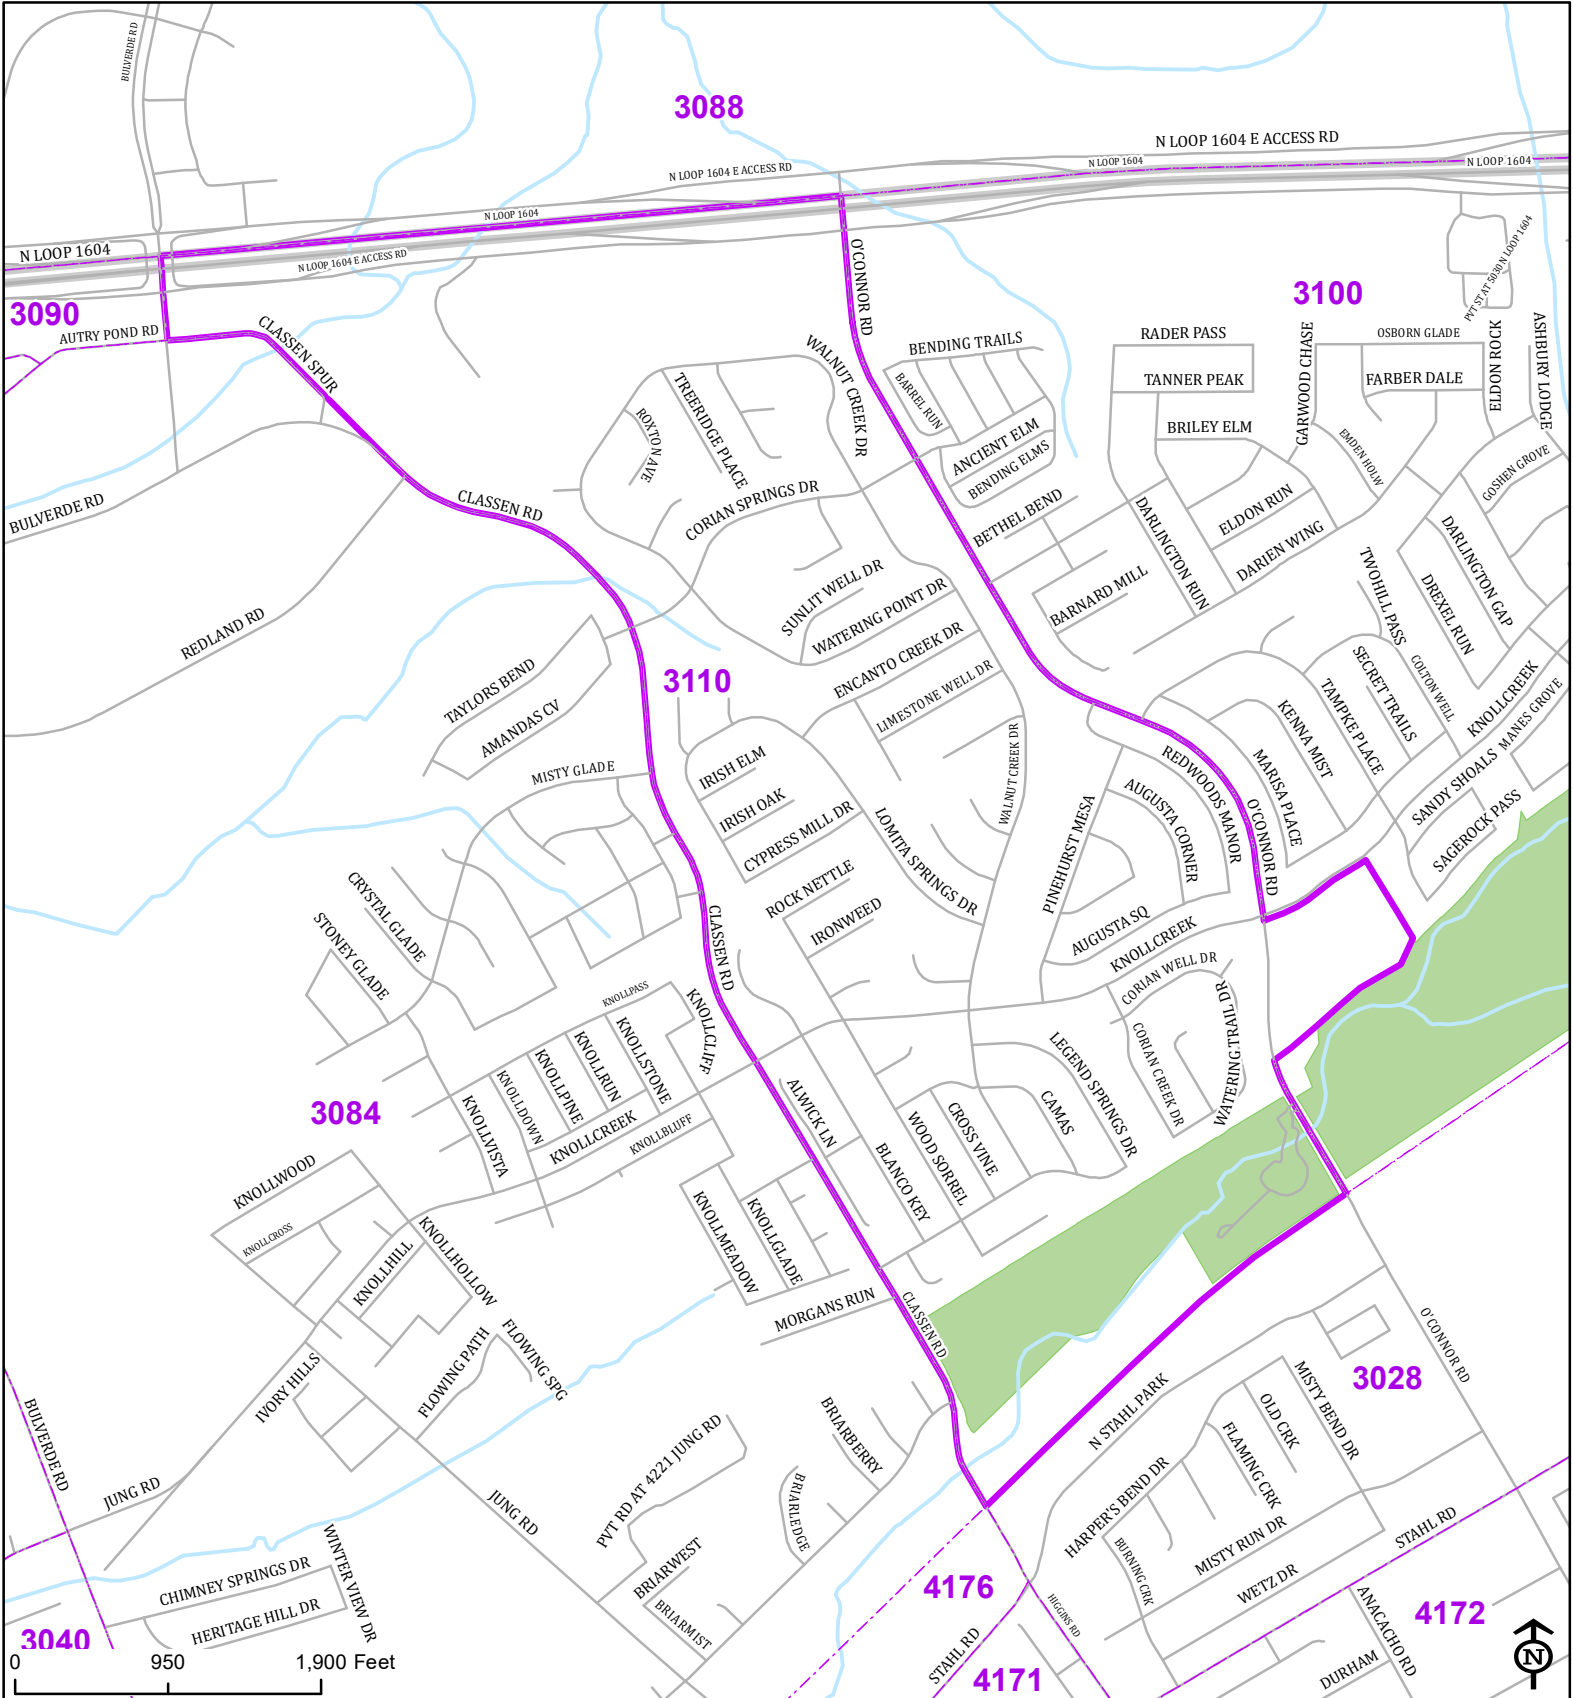 BULVERDE RD
3088
N LOOP 1604 E ACCESS RD
N LOOP 1604
N LOOP 1604
N LOOP 1604 E ACCESS RD
N LOOP 1604
N LOOP 1604
N LOOP 1604 E ACCESS RD
PVT ST AT 5030 N LOOP 1604
O'CONNOR RD
3100
3090
AUTRY POND RD
CLASSEN SPUR
WALNUT CREEK DR
BENDING TRAILS
RADER PASS
OSBORN GLADE
GARWOOD CHASE
ELDON ROCK
ASHBURY LODGE
TREERIDGE PLACE
BARREL RUN
TANNER PEAK
FARBER DALE
ROXTON AVE
ANCIENT ELM
BRILEY ELM
EMDEN HOLW
BENDING ELMS
GOSHEN GROVE
BULVERDE RD
CLASSEN RD
CORIAN SPRINGS DR
BETHEL BEND
DARLINGTON RUN
ELDON RUN
DARIEN WING
DARLINGTON GAP
TWOHILL PASS
DREXEL RUN
SUNLIT WELL DR
WATERING POINT DR
BARNARD MILL
REDLAND RD
ENCANTO CREEK DR
LIMESTONE WELL DR
SECRET TRAILS
COLTON WELL
KNOLLCREEK
MANES GROVE
TAYLORS BEND
3110
TAMPKE PLACE
KENNA MIST
AMANDAS CV
MISTY GLADE
IRISH ELM
WALNUT CREEK DR
REDWOODS MANOR
MARISA PLACE
SANDY SHOALS
IRISH OAK
AUGUSTA CORNER
PINEHURST MESA
O'CONNOR RD
SAGEROCK PASS
CYPRESS MILL DR
LOMITA SPRINGS DR
CRYSTAL GLADE
ROCK NETTLE
STONEY GLADE
CLASSEN RD
IRONWEED
AUGUSTA SQ
KNOLLCREEK
CORIAN WELL DR
KNOLLPASS
KNOLLCLIFF
WATERING TRAIL DR
KNOLLSTONE
KNOLLRUN
KNOLLPINE
KNOLLDOWN
CORIAN CREEK DR
LEGEND SPRINGS DR
3084
KNOLLVISTA
KNOLLCREEK
KNOLLBLUFF
ALWICK LN
CAMAS
CROSS VINE
WOOD SORREL
BLANCO KEY
KNOLLWOOD
KNOLLCROSS
KNOLLHILL
KNOLLHOLLOW
KNOLLMEADOW
KNOLLGLADE
MORGANS RUN
CLASSEN RD
O'CONNOR RD
FLOWING PATH
FLOWING SPG
IVORY HILLS
3028
N STAHL PARK
MISTY BEND DR
OLD CRK
FLAMING CRK
BULVERDE RD
BRIARBERRY
PVT RD AT 4221 JUNG RD
HARPER'S BEND DR
JUNG RD
JUNG RD
BRIARLEDGE
MISTY RUN DR
STAHL RD
BURNING CRK
WINTER VIEW DR
CHIMNEY SPRINGS DR
HERITAGE HILL DR
BRIARWEST
BRIARMIST
4176
HIGGINS RD
WETZ DR
ANACACHO RD
4172
3040
STAHL RD
4171
DURHAM
N
0 950 1,900 Feet